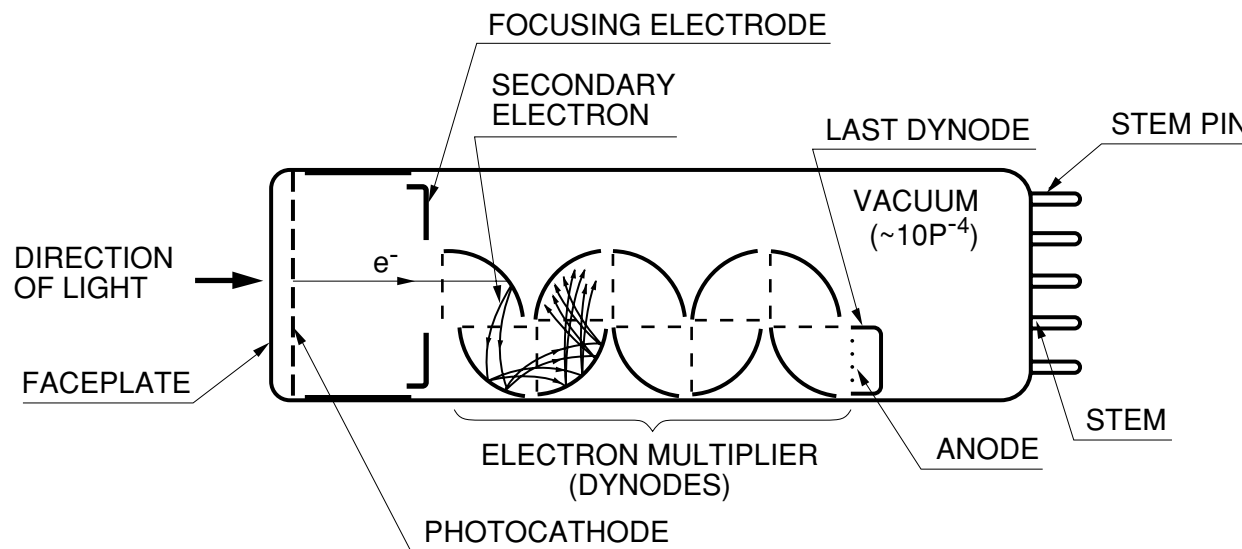 FOCUSING ELECTRODE
SECONDARY
ELECTRON
LAST DYNODE
STEM PIN
VACUUM
(~10P⁻⁴)
DIRECTION
OF LIGHT
e⁻
FACEPLATE
STEM
ANODE
ELECTRON MULTIPLIER
(DYNODES)
PHOTOCATHODE